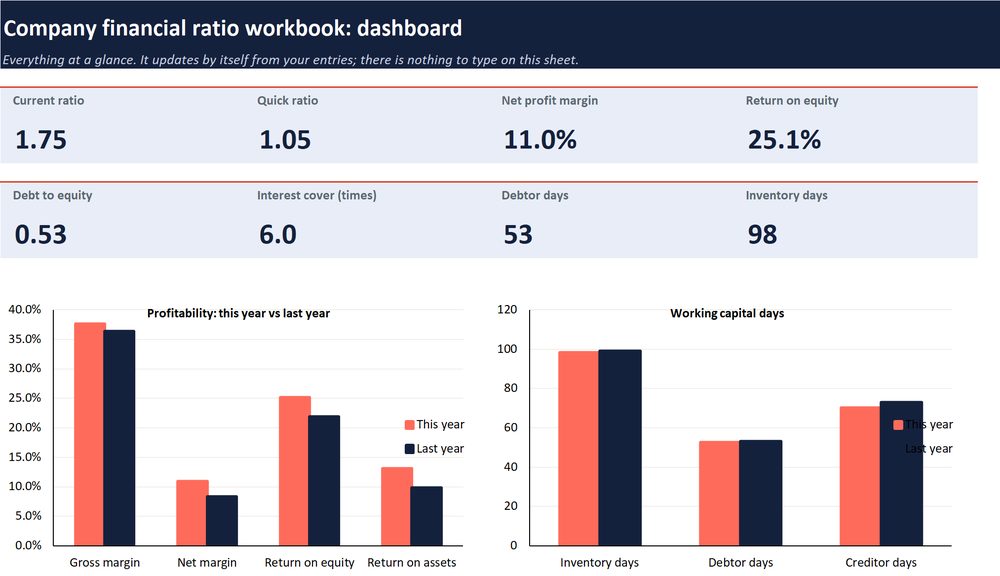 Company financial ratio workbook: dashboard
Everything at a glance. It updates by itself from your entries; there is nothing to type on this sheet.
Current ratio Quick ratio Net profit margin Return on equity
1.75 1.05 11.0% 25.1%
Debt to equity Interest cover (times) Debtor days Inventory days
0.53 6.0 53 98
Profitability: this year vs last year
40.0%
35.0%
30.0%
25.0%
20.0%
15.0%
10.0%
5.0%
0.0%
This year
Last year
Gross margin Net margin Return on equity Return on assets
Working capital days
120
100
80
60
40
20
0
This year
Last year
Inventory days Debtor days Creditor days